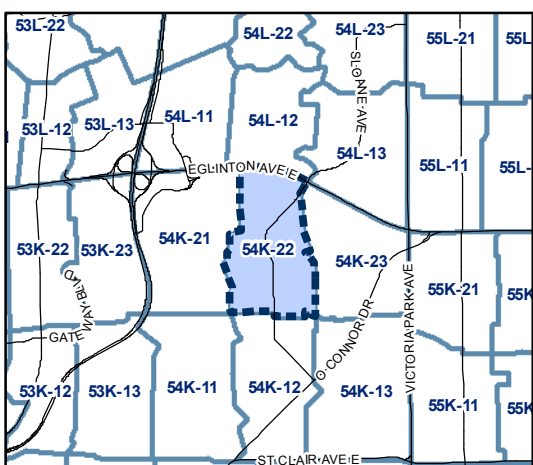 53L-22
54L-22
54L-23
55L-21
55L
SLOANE AVE
53L-12
53L-13
54L-11
54L-12
54L-13
55L-11
55L-
EGLINTON AVE E
53K-22
53K-23
54K-21
54K-22
54K-23
55K-21
55K
MAY BLVD
GATE
O CONNOR DR
VICTORIA PARK AVE
53K-12
53K-13
54K-11
54K-12
54K-13
55K-11
55K
ST CLAIR AVE E